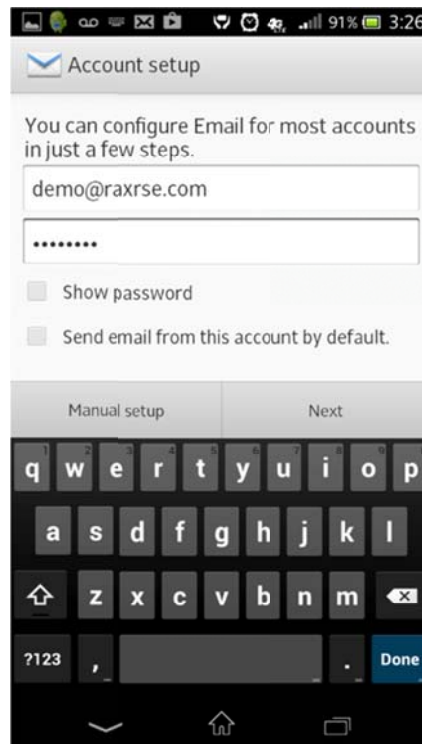 91% 3:26
Account setup
You can configure Email for most accounts
in just a few steps.
demo@raxrse.com
••••••••
Show password
Send email from this account by default.
Manual setup Next
q w e r t y u i o p
a s d f g h j k l
z x c v b n m
?123 , . Done